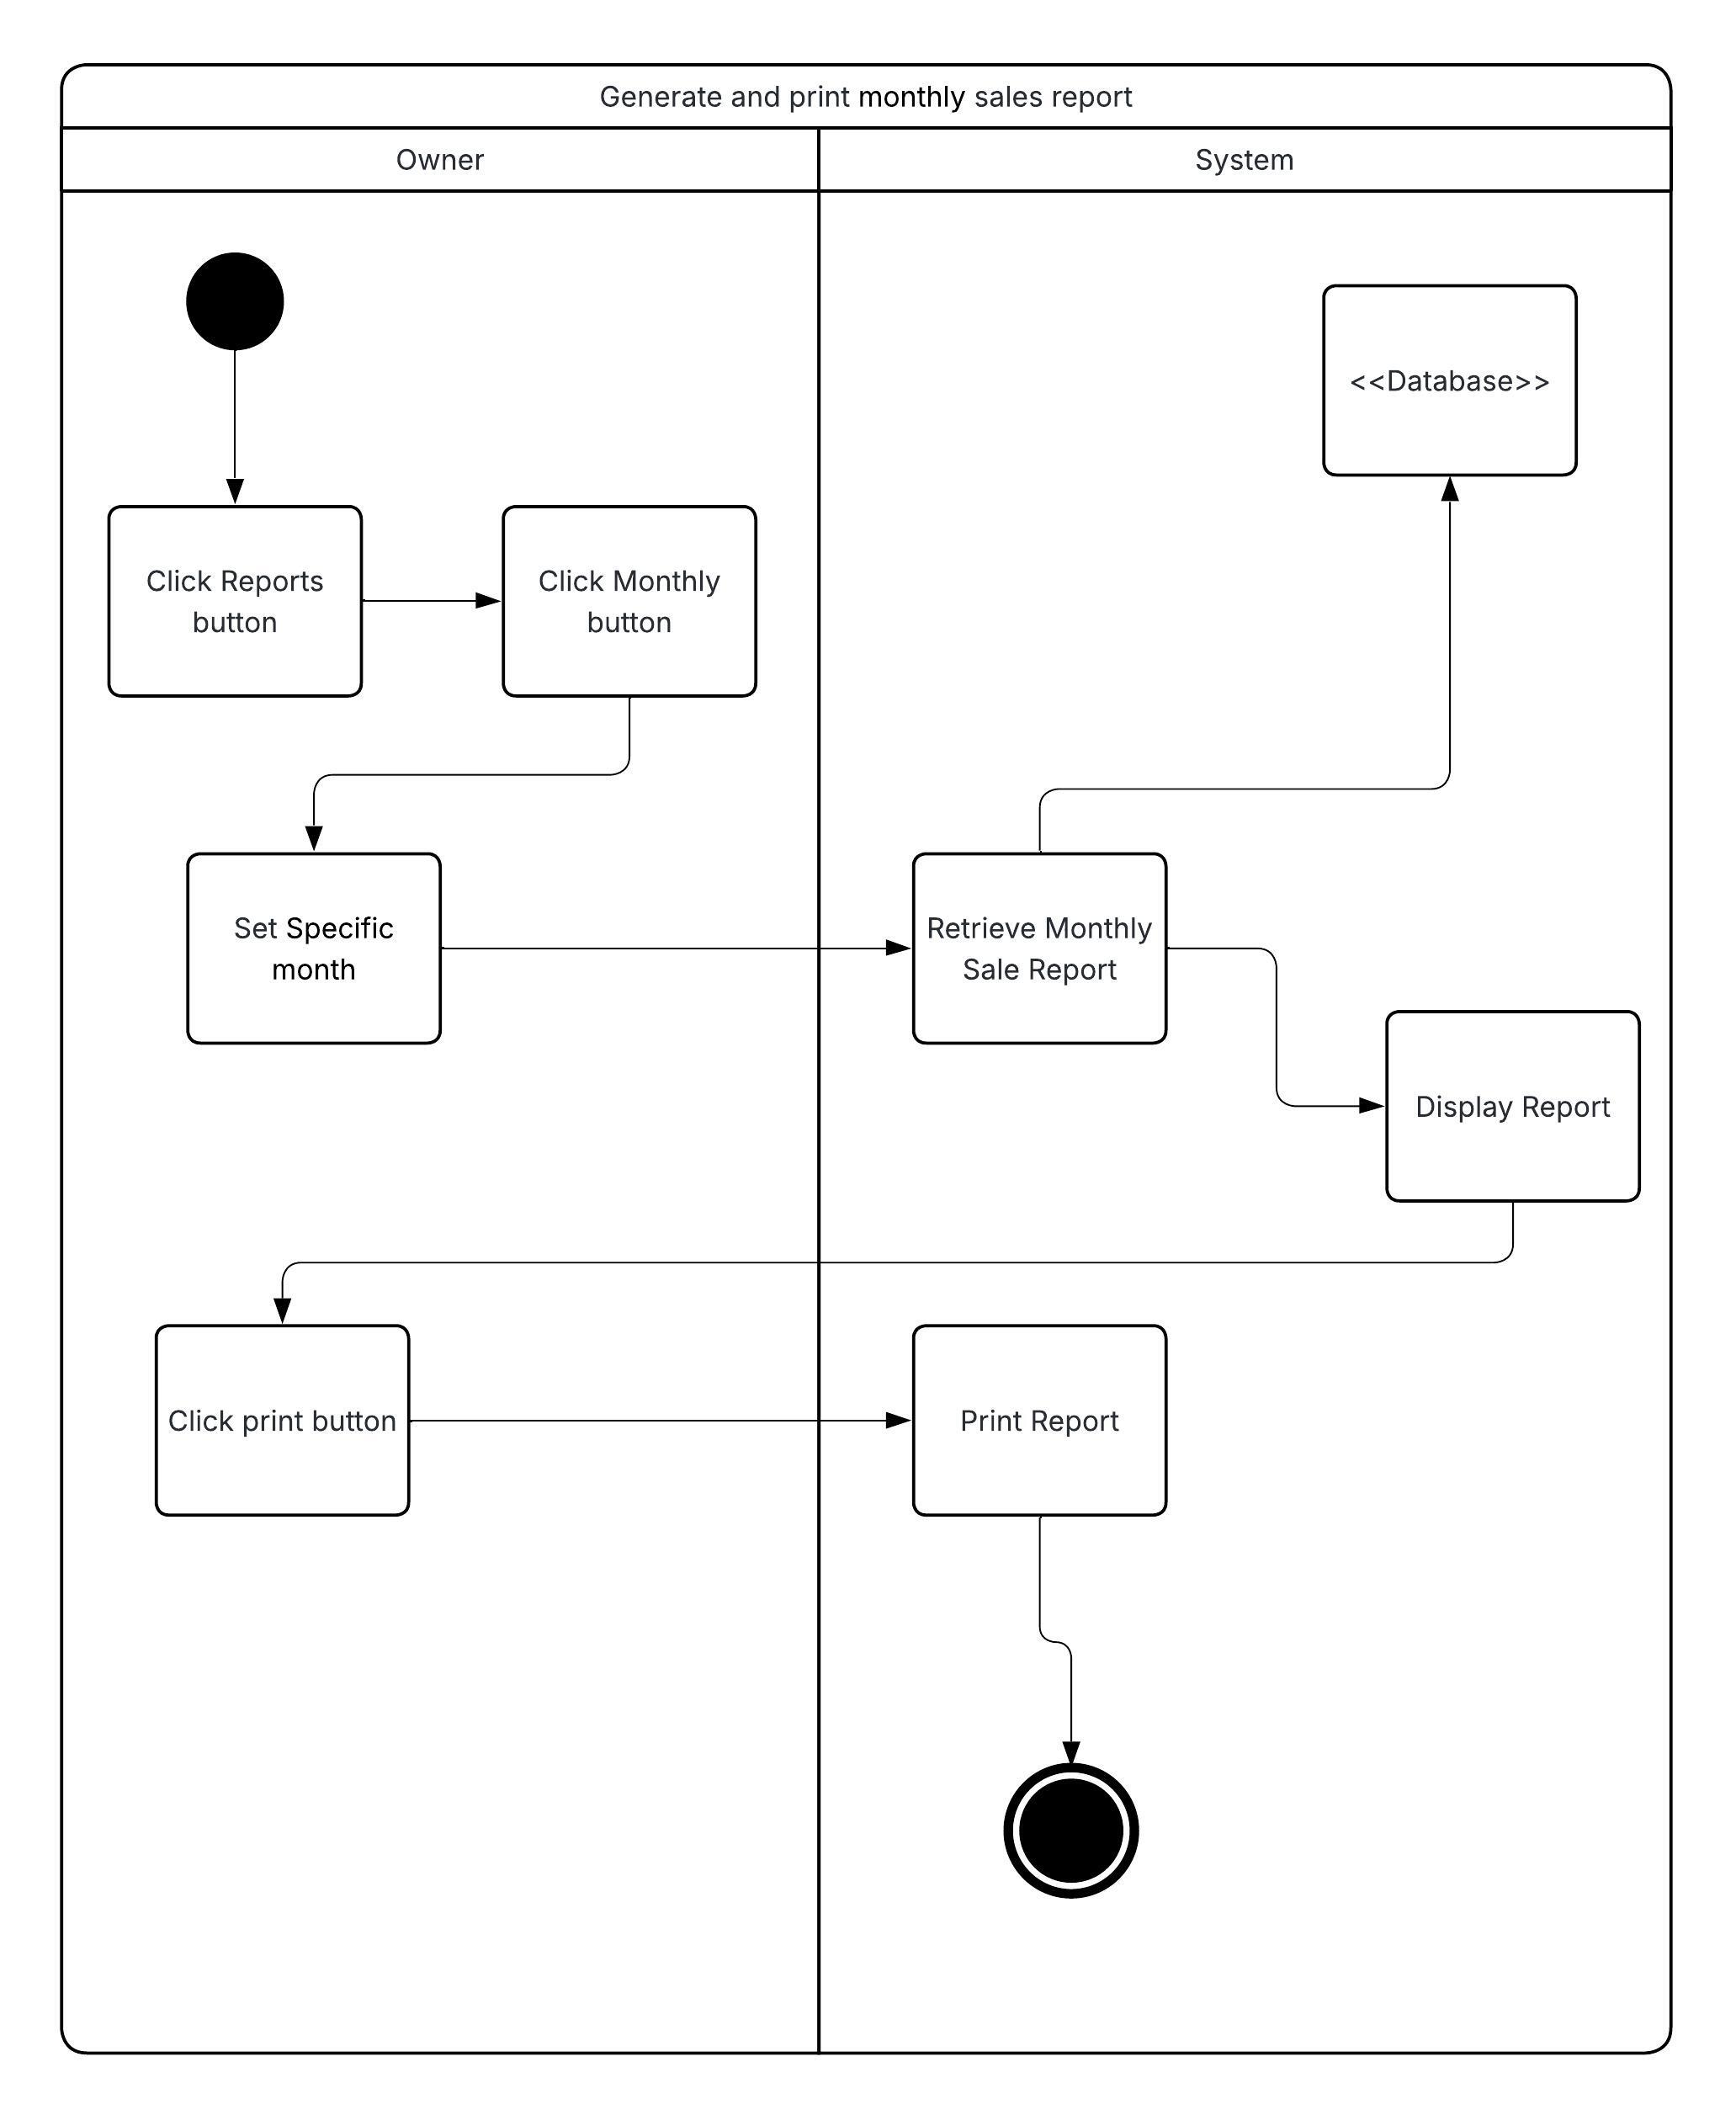 Generate and print monthly sales report
Owner
System
<<Database>>
Click Reports
button
Click Monthly
button
Set Specific
month
Retrieve Monthly
Sale Report
Display Report
Click print button
Print Report